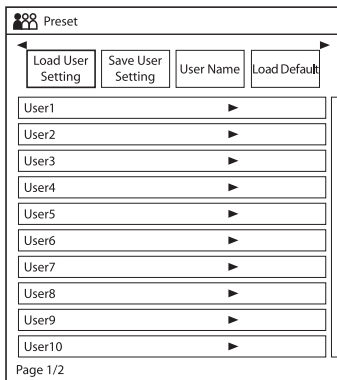 Preset
Load User Setting
Save User Setting
User Name
Load Default
User1
User2
User3
User4
User5
User6
User7
User8
User9
User10
Page 1/2